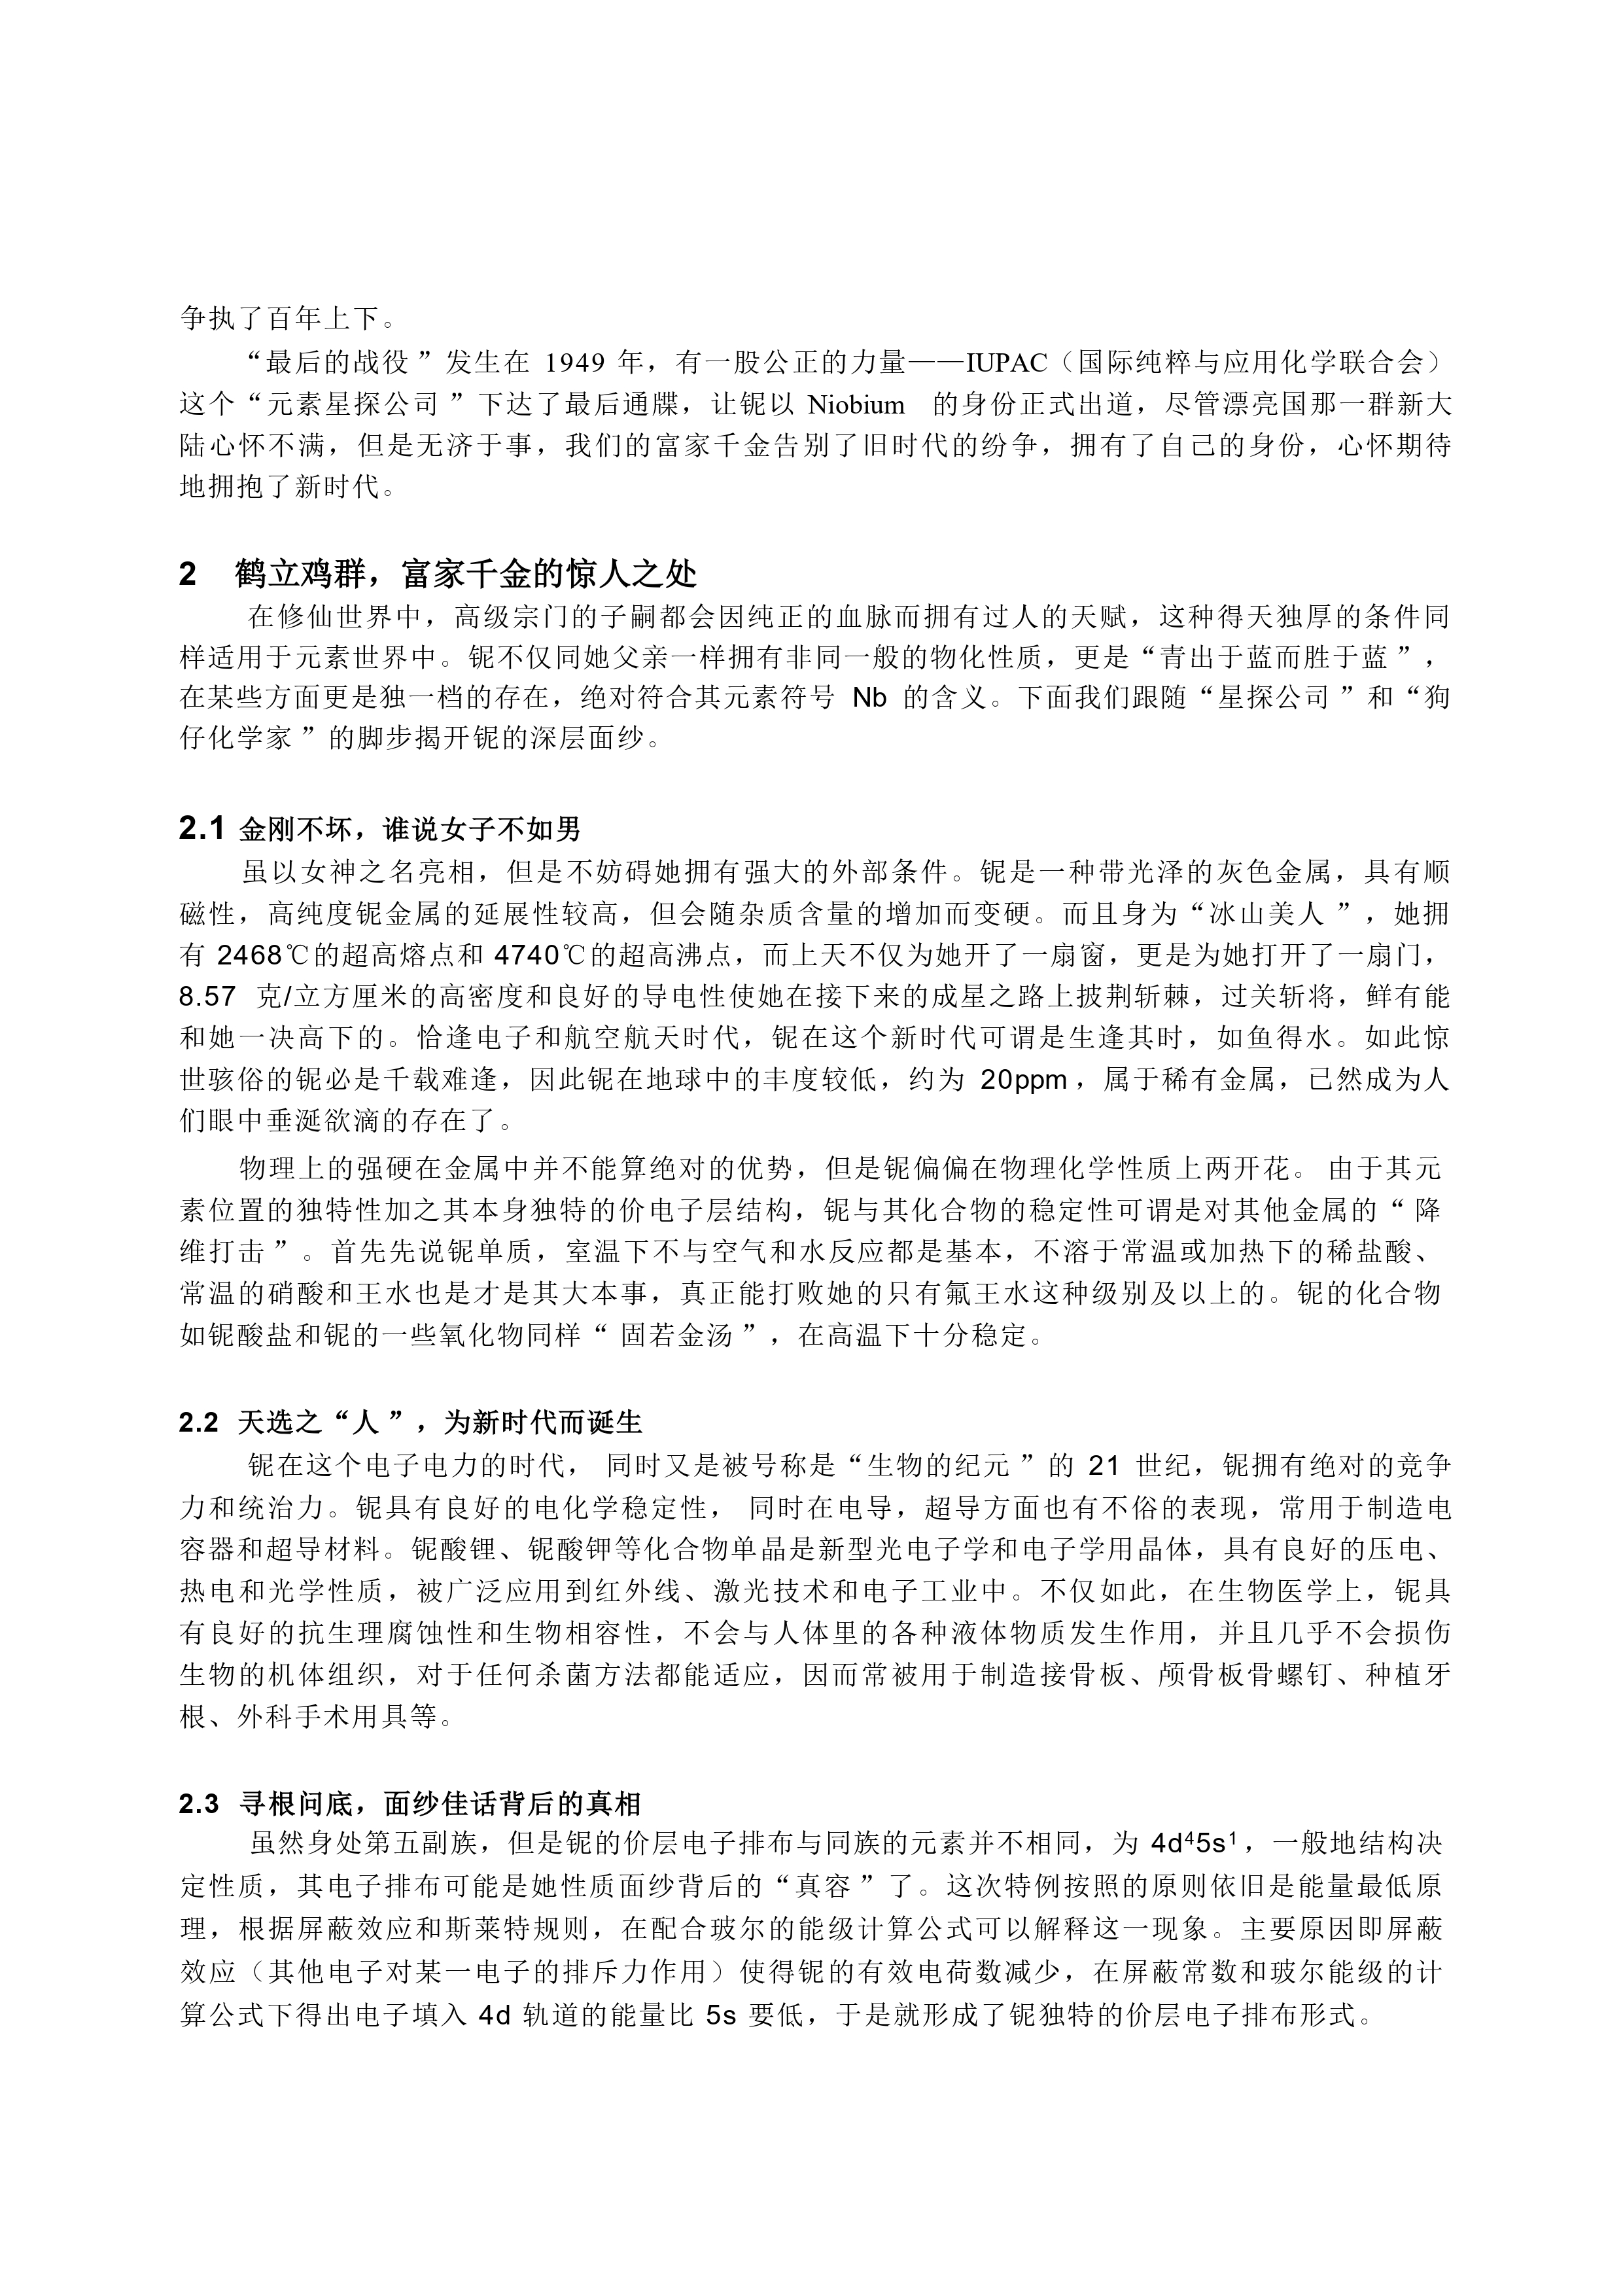 争执了百年上下。
“最后的战役 ”发生在 1949 年，有一股公正的力量——IUPAC（国际纯粹与应用化学联合会）
这个“元素星探公司 ”下达了最后通牒，让铌以 Niobium 的身份正式出道，尽管漂亮国那一群新大
陆心怀不满，但是无济于事，我们的富家千金告别了旧时代的纷争，拥有了自己的身份，心怀期待
地拥抱了新时代。
2 鹤立鸡群，富家千金的惊人之处
在修仙世界中，高级宗门的子嗣都会因纯正的血脉而拥有过人的天赋，这种得天独厚的条件同
样适用于元素世界中。铌不仅同她父亲一样拥有非同一般的物化性质，更是“青出于蓝而胜于蓝 ”，
在某些方面更是独一档的存在，绝对符合其元素符号 Nb 的含义。下面我们跟随“星探公司 ”和“狗
仔化学家 ”的脚步揭开铌的深层面纱。
2.1 金刚不坏，谁说女子不如男
虽以女神之名亮相，但是不妨碍她拥有强大的外部条件。铌是一种带光泽的灰色金属，具有顺
磁性，高纯度铌金属的延展性较高，但会随杂质含量的增加而变硬。而且身为“冰山美人 ”，她拥
有 2468℃的超高熔点和 4740℃的超高沸点，而上天不仅为她开了一扇窗，更是为她打开了一扇门，
8.57 克/立方厘米的高密度和良好的导电性使她在接下来的成星之路上披荆斩棘，过关斩将，鲜有能
和她一决高下的。恰逢电子和航空航天时代，铌在这个新时代可谓是生逢其时，如鱼得水。如此惊
世骇俗的铌必是千载难逢，因此铌在地球中的丰度较低，约为 20ppm，属于稀有金属，已然成为人
们眼中垂涎欲滴的存在了。
物理上的强硬在金属中并不能算绝对的优势，但是铌偏偏在物理化学性质上两开花。 由于其元
素位置的独特性加之其本身独特的价电子层结构，铌与其化合物的稳定性可谓是对其他金属的“ 降
维打击 ”。首先先说铌单质，室温下不与空气和水反应都是基本，不溶于常温或加热下的稀盐酸、
常温的硝酸和王水也是才是其大本事，真正能打败她的只有氟王水这种级别及以上的。铌的化合物
如铌酸盐和铌的一些氧化物同样“ 固若金汤 ”，在高温下十分稳定。
2.2 天选之“人 ”，为新时代而诞生
铌在这个电子电力的时代， 同时又是被号称是“生物的纪元 ”的 21 世纪，铌拥有绝对的竞争
力和统治力。铌具有良好的电化学稳定性， 同时在电导，超导方面也有不俗的表现，常用于制造电
容器和超导材料。铌酸锂、铌酸钾等化合物单晶是新型光电子学和电子学用晶体，具有良好的压电、
热电和光学性质，被广泛应用到红外线、激光技术和电子工业中。不仅如此，在生物医学上，铌具
有良好的抗生理腐蚀性和生物相容性，不会与人体里的各种液体物质发生作用，并且几乎不会损伤
生物的机体组织，对于任何杀菌方法都能适应，因而常被用于制造接骨板、颅骨板骨螺钉、种植牙
根、外科手术用具等。
2.3 寻根问底，面纱佳话背后的真相
虽然身处第五副族，但是铌的价层电子排布与同族的元素并不相同，为 4d⁴5s¹，一般地结构决
定性质，其电子排布可能是她性质面纱背后的“真容 ”了。这次特例按照的原则依旧是能量最低原
理，根据屏蔽效应和斯莱特规则，在配合玻尔的能级计算公式可以解释这一现象。主要原因即屏蔽
效应（其他电子对某一电子的排斥力作用）使得铌的有效电荷数减少，在屏蔽常数和玻尔能级的计
算公式下得出电子填入 4d 轨道的能量比 5s 要低，于是就形成了铌独特的价层电子排布形式。